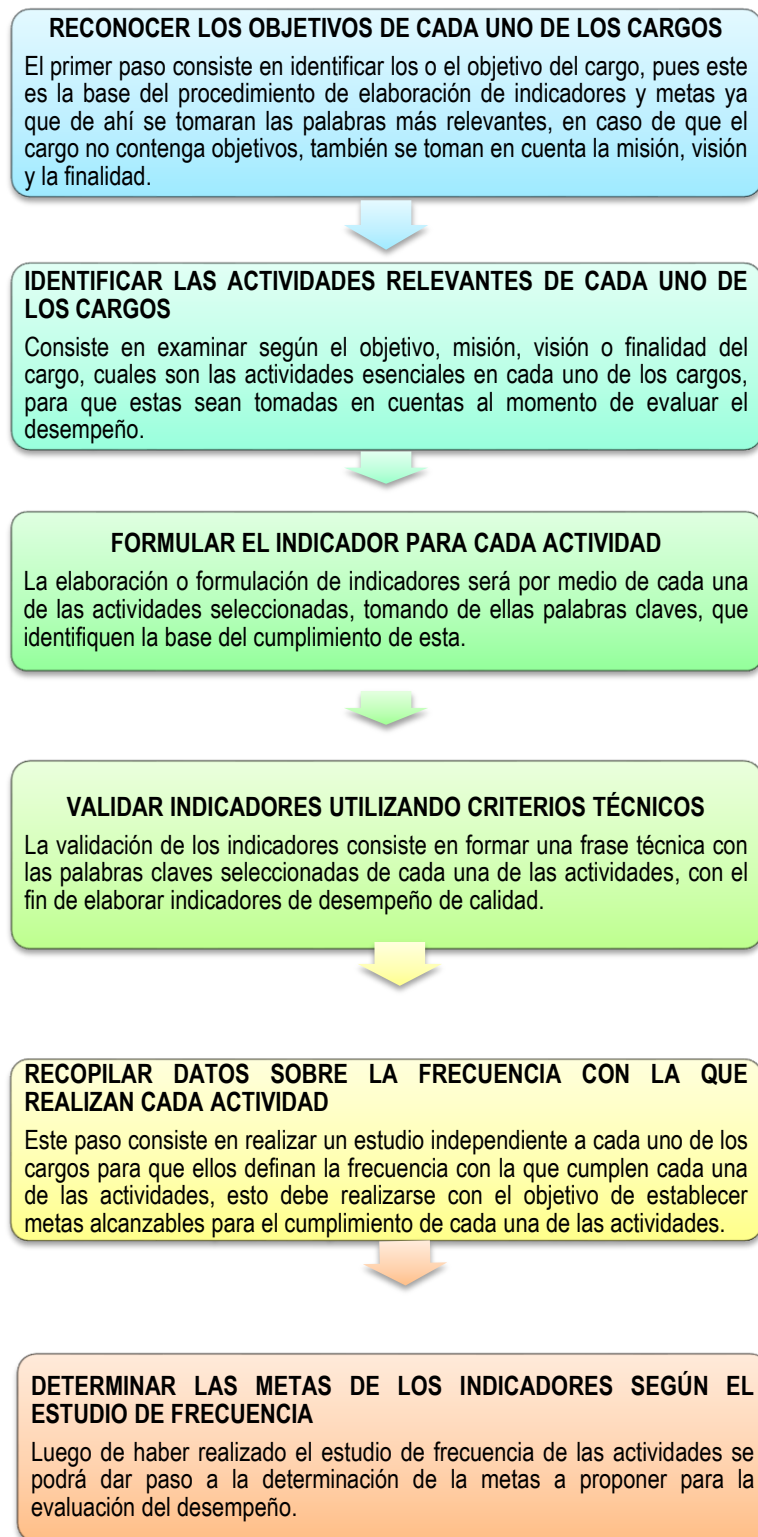 RECONOCER LOS OBJETIVOS DE CADA UNO DE LOS CARGOS
El primer paso consiste en identificar los o el objetivo del cargo, pues este
es la base del procedimiento de elaboración de indicadores y metas ya
que de ahí se tomaran las palabras más relevantes, en caso de que el
cargo no contenga objetivos, también se toman en cuenta la misión, visión
y la finalidad.
IDENTIFICAR LAS ACTIVIDADES RELEVANTES DE CADA UNO DE
LOS CARGOS
Consiste en examinar según el objetivo, misión, visión o finalidad del
cargo, cuales son las actividades esenciales en cada uno de los cargos,
para que estas sean tomadas en cuentas al momento de evaluar el
desempeño.
FORMULAR EL INDICADOR PARA CADA ACTIVIDAD
La elaboración o formulación de indicadores será por medio de cada una
de las actividades seleccionadas, tomando de ellas palabras claves, que
identifiquen la base del cumplimiento de esta.
VALIDAR INDICADORES UTILIZANDO CRITERIOS TÉCNICOS
La validación de los indicadores consiste en formar una frase técnica con
las palabras claves seleccionadas de cada una de las actividades, con el
fin de elaborar indicadores de desempeño de calidad.
RECOPILAR DATOS SOBRE LA FRECUENCIA CON LA QUE
REALIZAN CADA ACTIVIDAD
Este paso consiste en realizar un estudio independiente a cada uno de los
cargos para que ellos definan la frecuencia con la que cumplen cada una
de las actividades, esto debe realizarse con el objetivo de establecer
metas alcanzables para el cumplimiento de cada una de las actividades.
DETERMINAR LAS METAS DE LOS INDICADORES SEGÚN EL
ESTUDIO DE FRECUENCIA
Luego de haber realizado el estudio de frecuencia de las actividades se
podrá dar paso a la determinación de la metas a proponer para la
evaluación del desempeño.